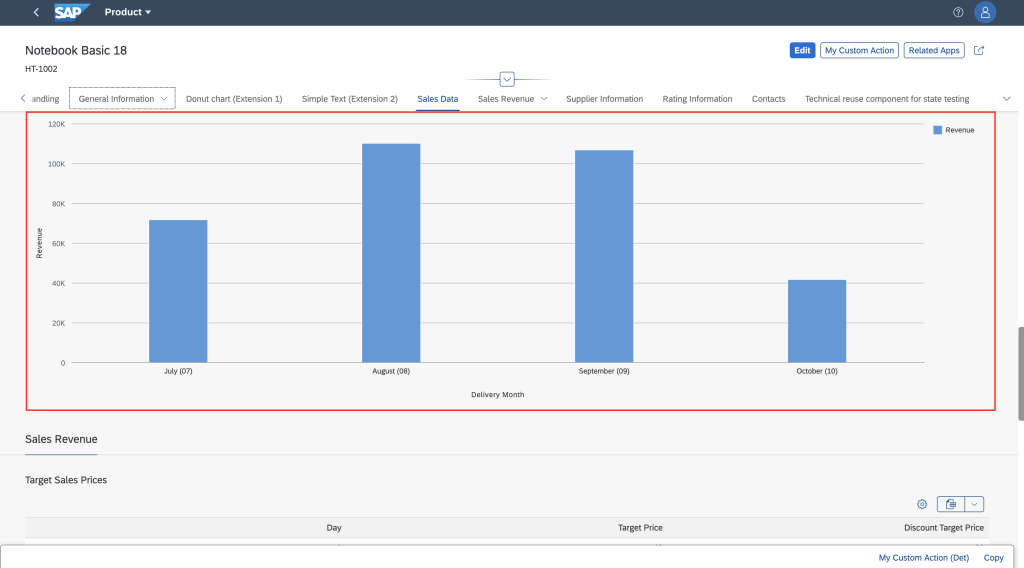 SAP Product
Notebook Basic 18
Edit My Custom Action Related Apps
HT-1002
andling General Information Donut chart (Extension 1) Simple Text (Extension 2) Sales Data Sales Revenue Supplier Information Rating Information Contacts Technical reuse component for state testing
120K
Revenue
100K
80K
60K
40K
20K
0
Revenue
July (07) August (08) September (09) October (10)
Delivery Month
Sales Revenue
Target Sales Prices
Day Target Price Discount Target Price
My Custom Action (Det) Copy